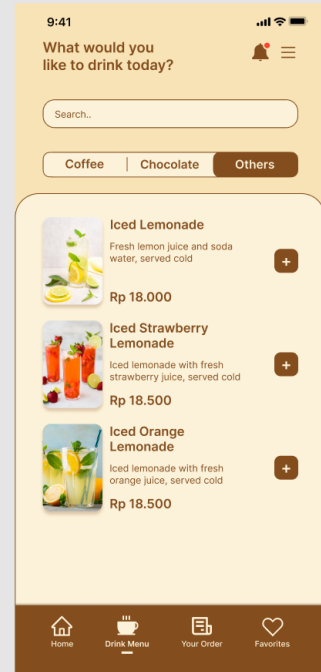 9:41
What would you
like to drink today?
Search..
Coffee | Chocolate Others
Iced Lemonade
Fresh lemon juice and soda
water, served cold
Rp 18.000
+
Iced Strawberry
Lemonade
Iced lemonade with fresh
strawberry juice, served cold
Rp 18.500
+
Iced Orange
Lemonade
Iced lemonade with fresh
orange juice, served cold
Rp 18.500
+
Home Drink Menu Your Order Favorites